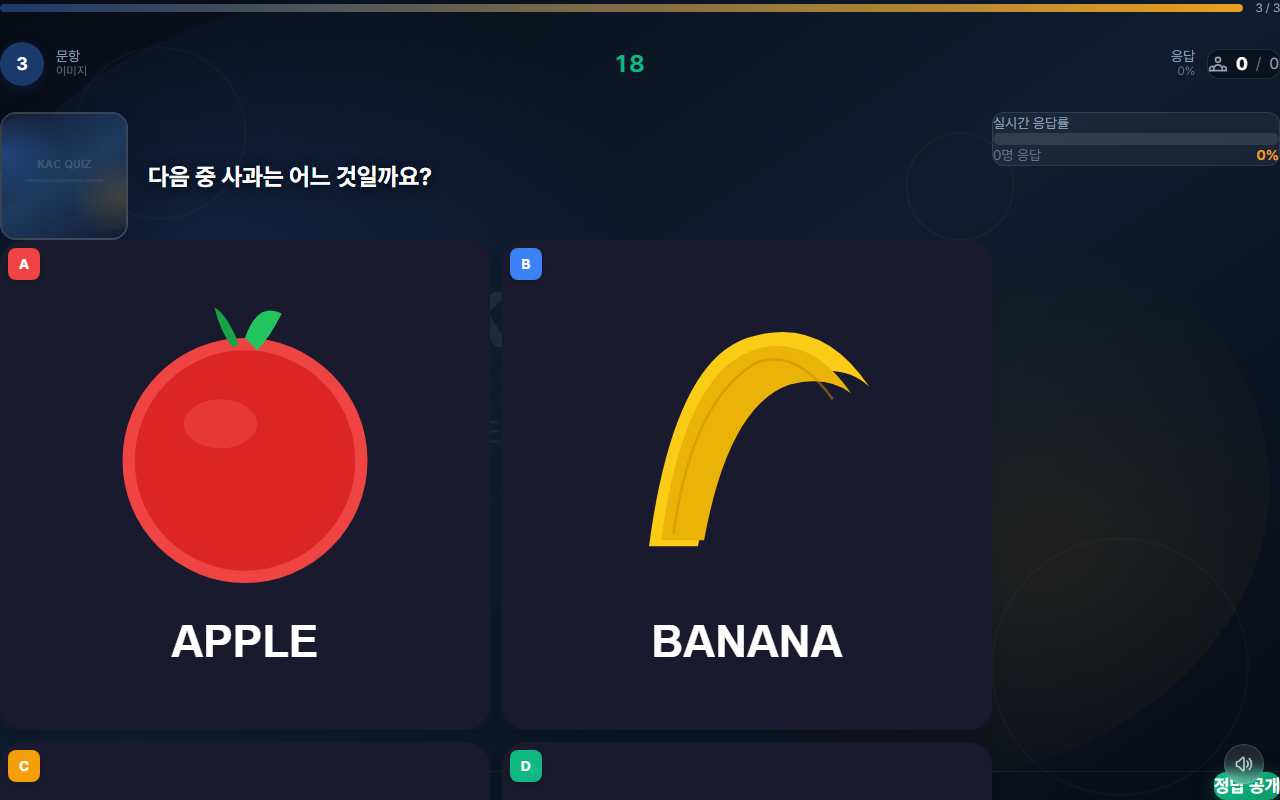 3 / 3
3
문항
이미지
18
응답
0%
0 / 0
KAC QUIZ
다음 중 사과는 어느 것일까요?
실시간 응답률
0명 응답
0%
A
B
APPLE
BANANA
C
D
정답 공개